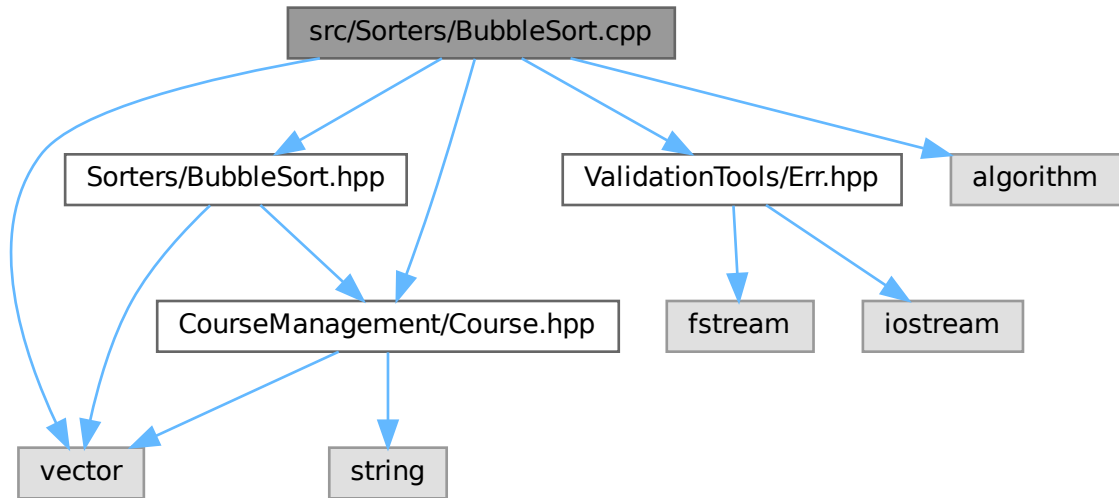 src/Sorters/BubbleSort.cpp
Sorters/BubbleSort.hpp
ValidationTools/Err.hpp
algorithm
CourseManagement/Course.hpp
fstream
iostream
vector
string